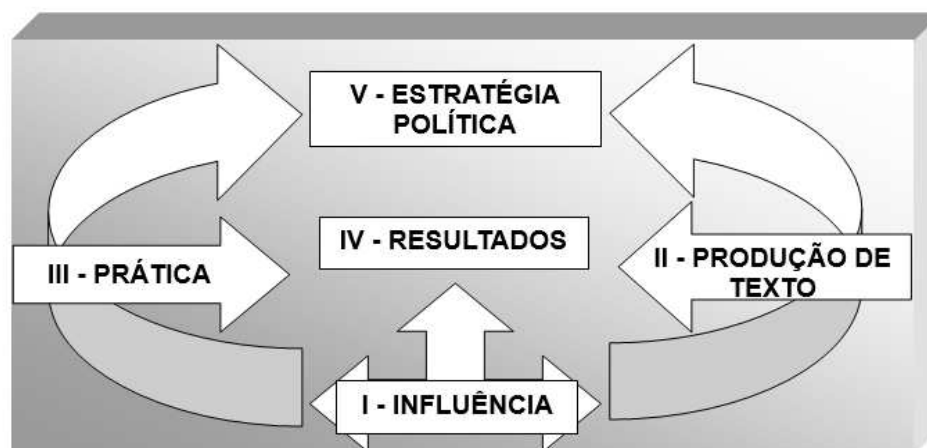 V - ESTRATÉGIA
POLÍTICA
IV - RESULTADOS
III - PRÁTICA
II - PRODUÇÃO DE
TEXTO
I - INFLUÊNCIA